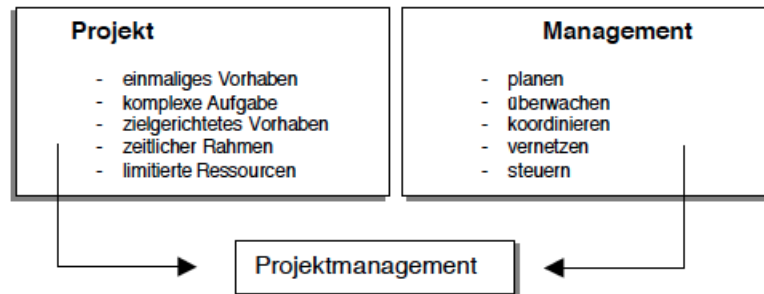 Projekt
- einmaliges Vorhaben
- komplexe Aufgabe
- zielgerichtetes Vorhaben
- zeitlicher Rahmen
- limitierte Ressourcen
Management
- planen
- überwachen
- koordinieren
- vernetzen
- steuern
Projektmanagement